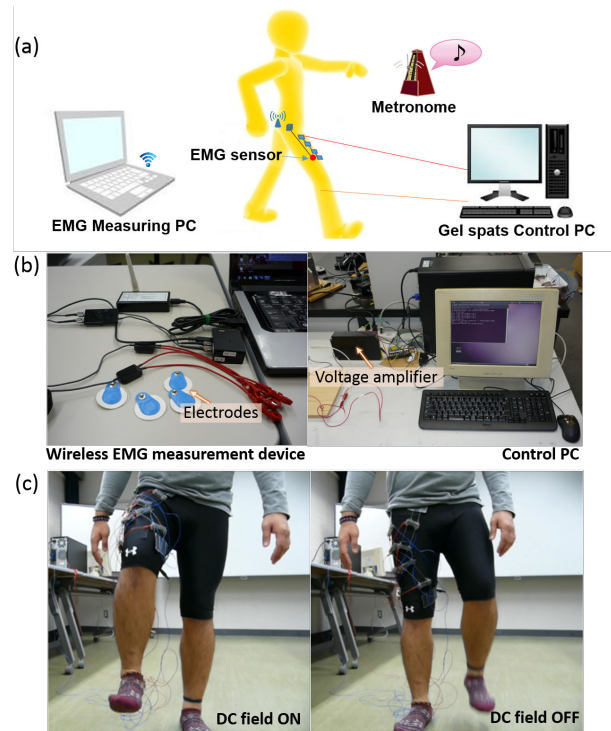 (a)
Metronome
EMG sensor
EMG Measuring PC
Gel spats Control PC
(b)
Electrodes
Voltage amplifier
Wireless EMG measurement device
Control PC
(c)
DC field ON
DC field OFF